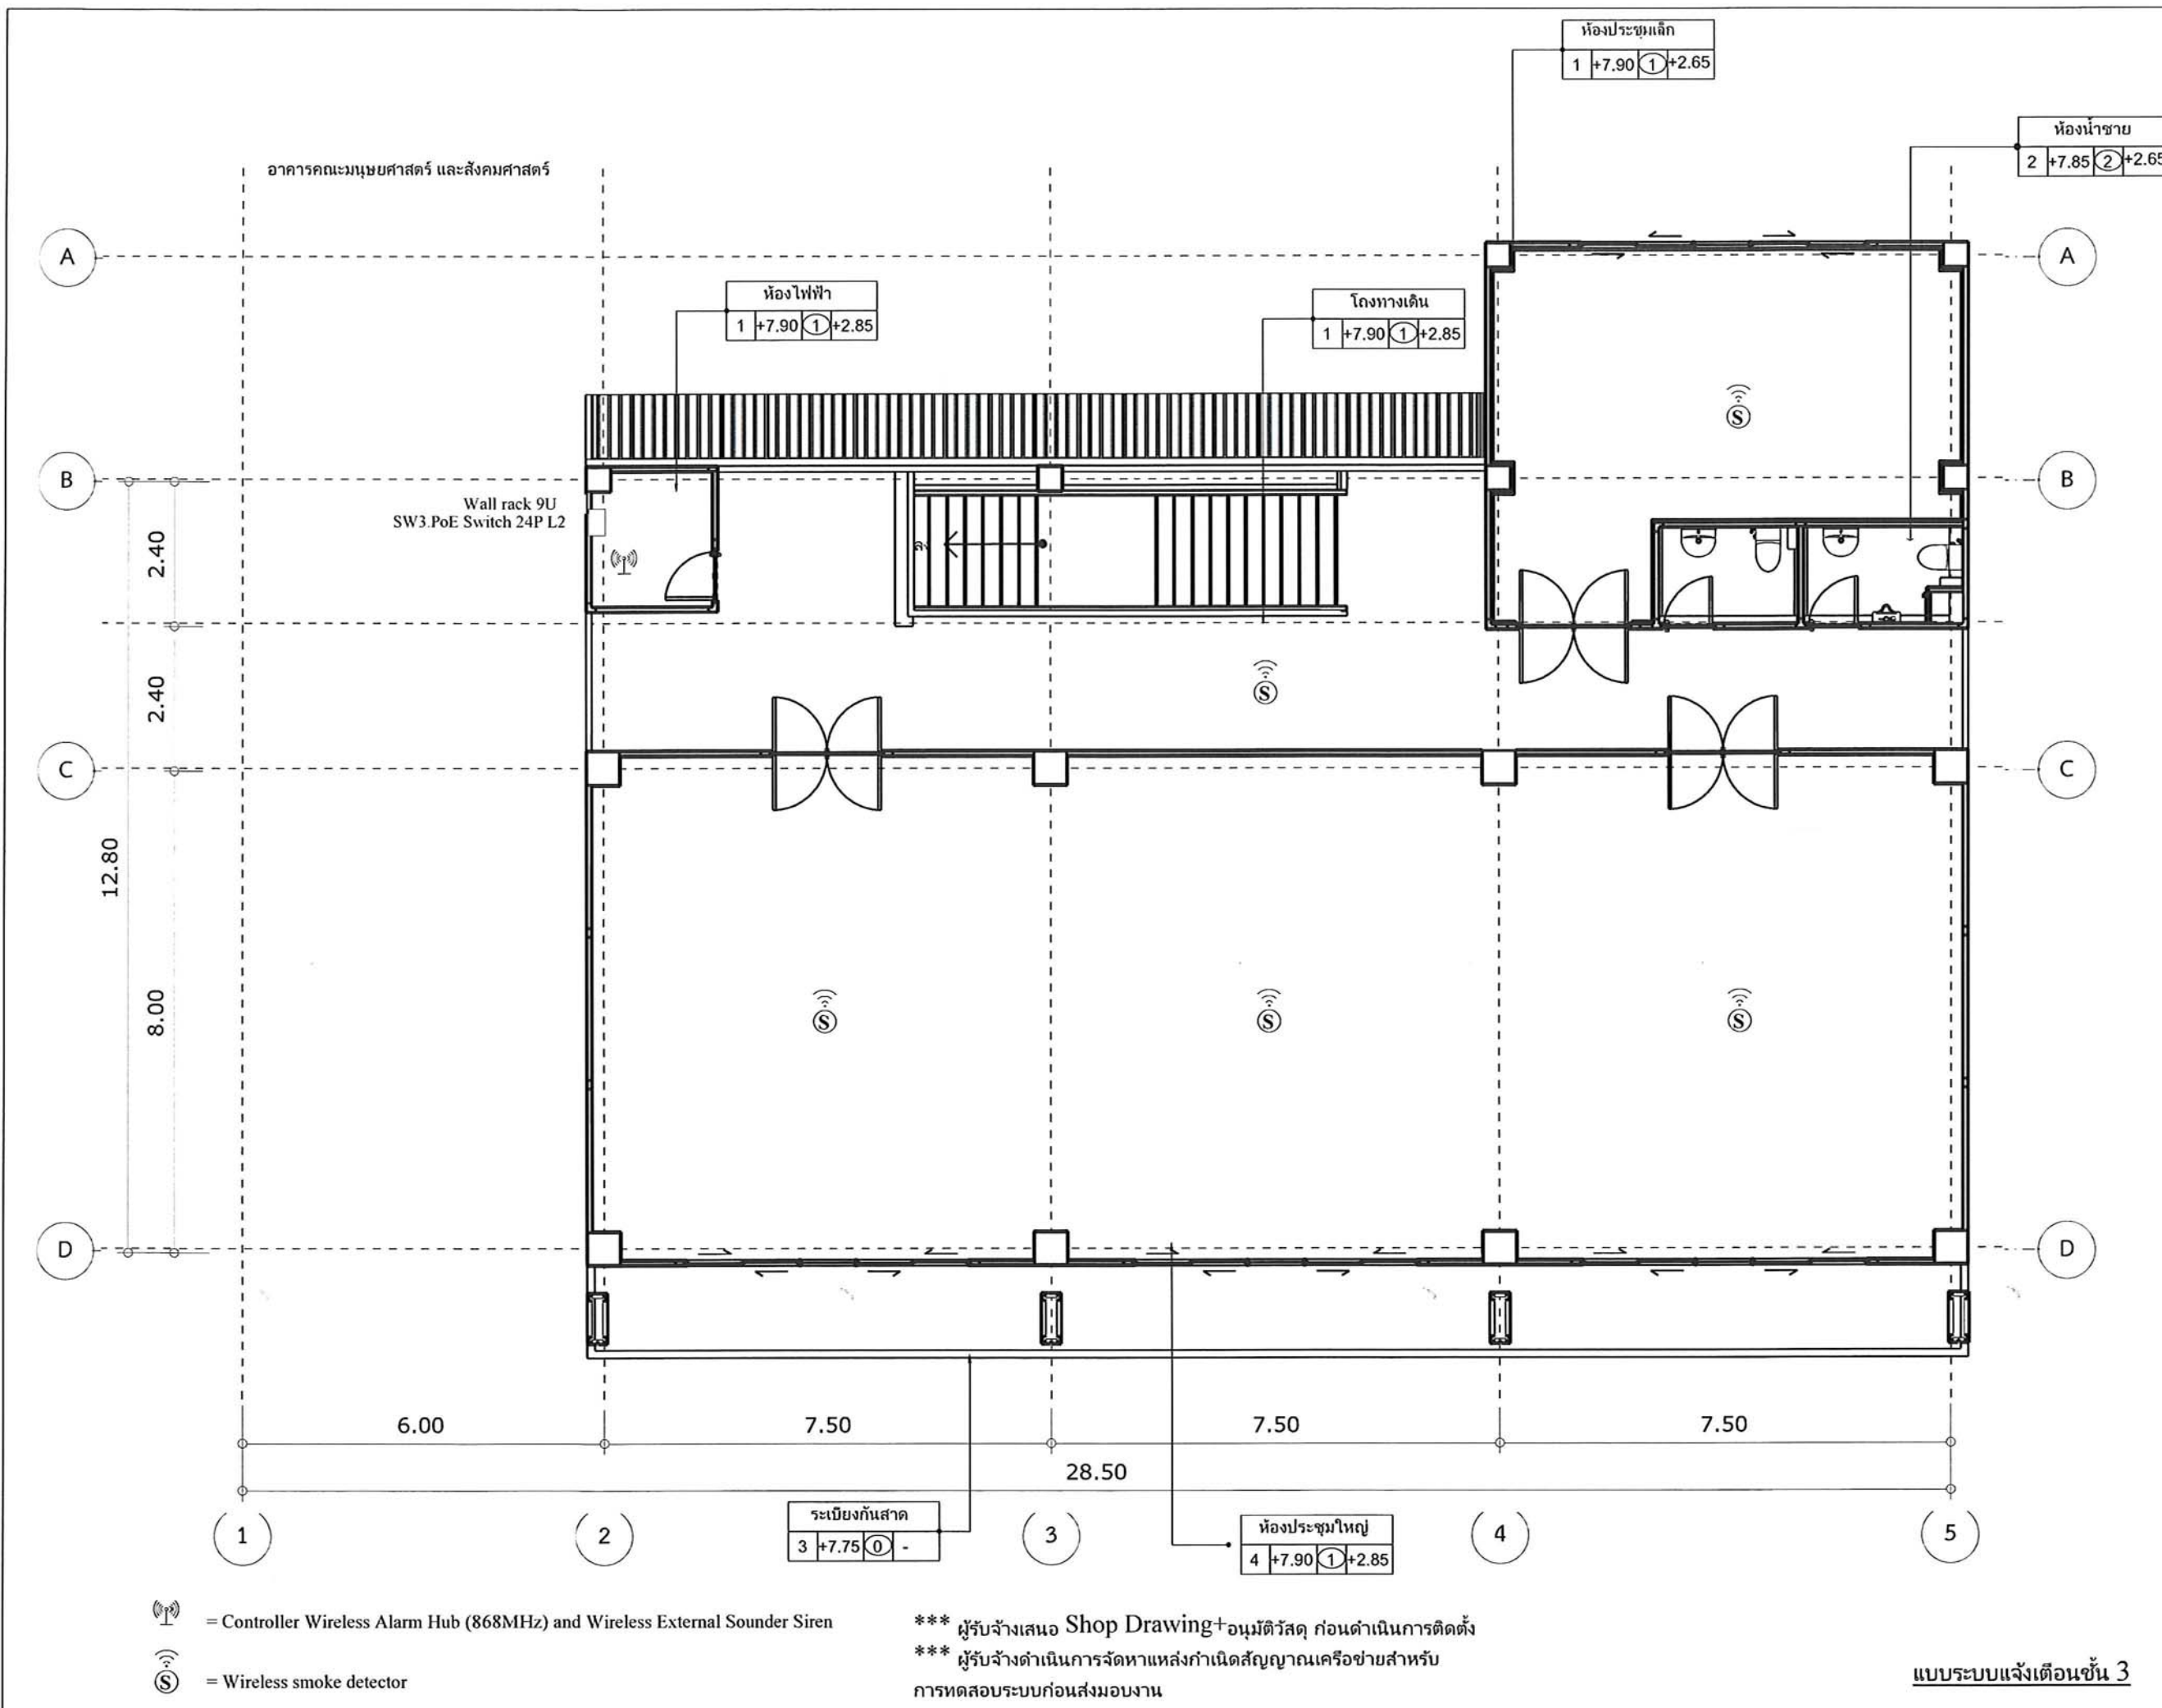 ห้องประชุมเล็ก
1 +7.90 1 +2.65
ห้องน้ำชาย
2 +7.85 2 +2.65
อาคารคณะมนุษยศาสตร์ และสังคมศาสตร์
A
A
ห้องไฟฟ้า
1 +7.90 1 +2.85
โถงทางเดิน
1 +7.90 1 +2.85
S
B
B
Wall rack 9U
SW3.PoE Switch 24P L2
2.40
ลง
2.40
S
C
C
12.80
8.00
S
S
S
D
D
6.00
7.50
7.50
7.50
28.50
ระเบียงกันสาด
3 +7.75 0 -
ห้องประชุมใหญ่
4 +7.90 1 +2.85
1
2
3
4
5
= Controller Wireless Alarm Hub (868MHz) and Wireless External Sounder Siren
S = Wireless smoke detector
*** ผู้รับจ้างเสนอ Shop Drawing+อนุมัติวัสดุ ก่อนดำเนินการติดตั้ง
*** ผู้รับจ้างดำเนินการจัดหาแหล่งกำเนิดสัญญาณเครือข่ายสำหรับ
การทดสอบระบบก่อนส่งมอบงาน
แบบระบบแจ้งเตือนชั้น 3